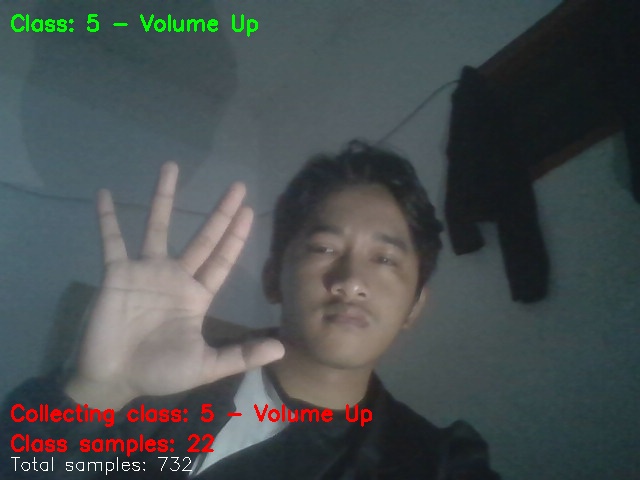 Class: 5 - Volume Up
Collecting class: 5 - Volume Up
Class samples: 22
Total samples: 732